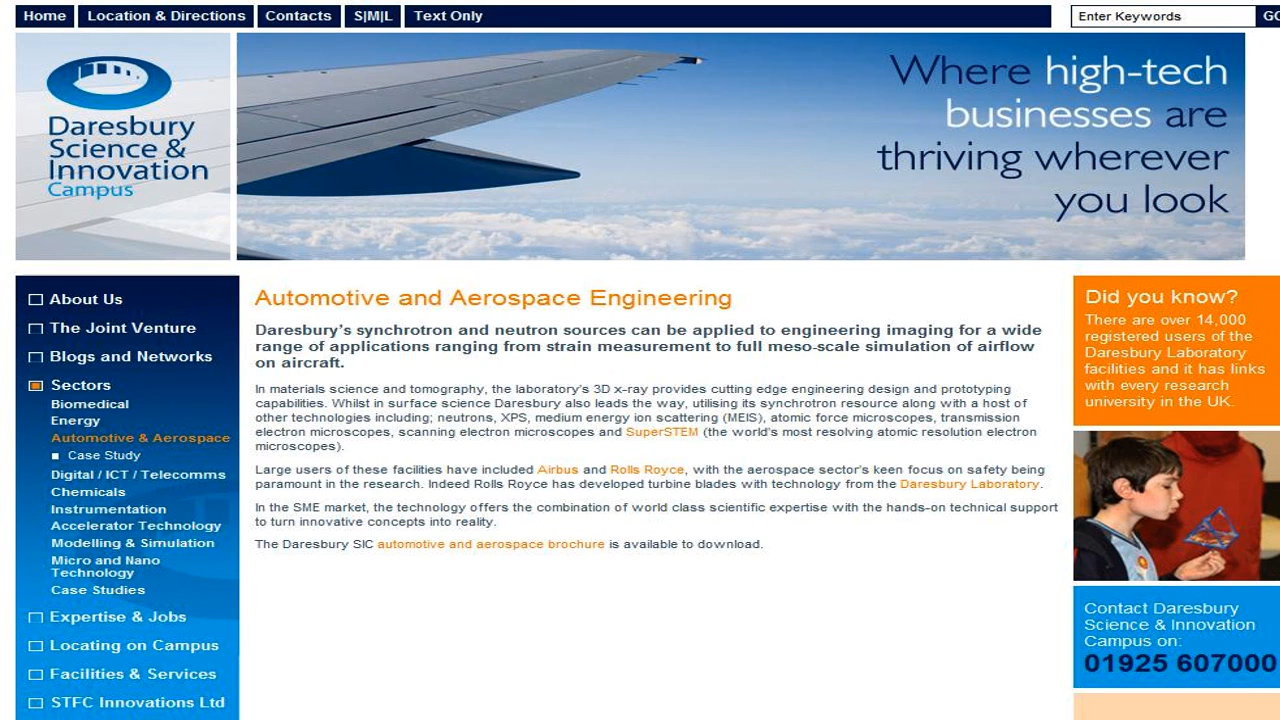 Home
Location & Directions
Contacts
S|M|L
Text Only
Enter Keywords
GO
Daresbury
Science &
Innovation
Campus
Where high-tech
businesses are
thriving wherever
you look
About Us
The Joint Venture
Blogs and Networks
Sectors
Biomedical
Energy
Automotive & Aerospace
Case Study
Digital / ICT / Telecomms
Chemicals
Instrumentation
Accelerator Technology
Modelling & Simulation
Micro and Nano
Technology
Case Studies
Expertise & Jobs
Locating on Campus
Facilities & Services
STFC Innovations Ltd
Automotive and Aerospace Engineering
Daresbury's synchrotron and neutron sources can be applied to engineering imaging for a wide
range of applications ranging from strain measurement to full meso-scale simulation of airflow
on aircraft.
In materials science and tomography, the laboratory's 3D x-ray provides cutting edge engineering design and prototyping
capabilities. Whilst in surface science Daresbury also leads the way, utilising its synchrotron resource along with a host of
other technologies including; neutrons, XPS, medium energy ion scattering (MEIS), atomic force microscopes, transmission
electron microscopes, scanning electron microscopes and SuperSTEM (the world's most resolving atomic resolution electron
microscopes).
Large users of these facilities have included Airbus and Rolls Royce, with the aerospace sector's keen focus on safety being
paramount in the research. Indeed Rolls Royce has developed turbine blades with technology from the Daresbury Laboratory.
In the SME market, the technology offers the combination of world class scientific expertise with the hands-on technical support
to turn innovative concepts into reality.
The Daresbury SIC automotive and aerospace brochure is available to download.
Did you know?
There are over 14,000
registered users of the
Daresbury Laboratory
facilities and it has links
with every research
university in the UK.
Contact Daresbury
Science & Innovation
Campus on:
01925 607000